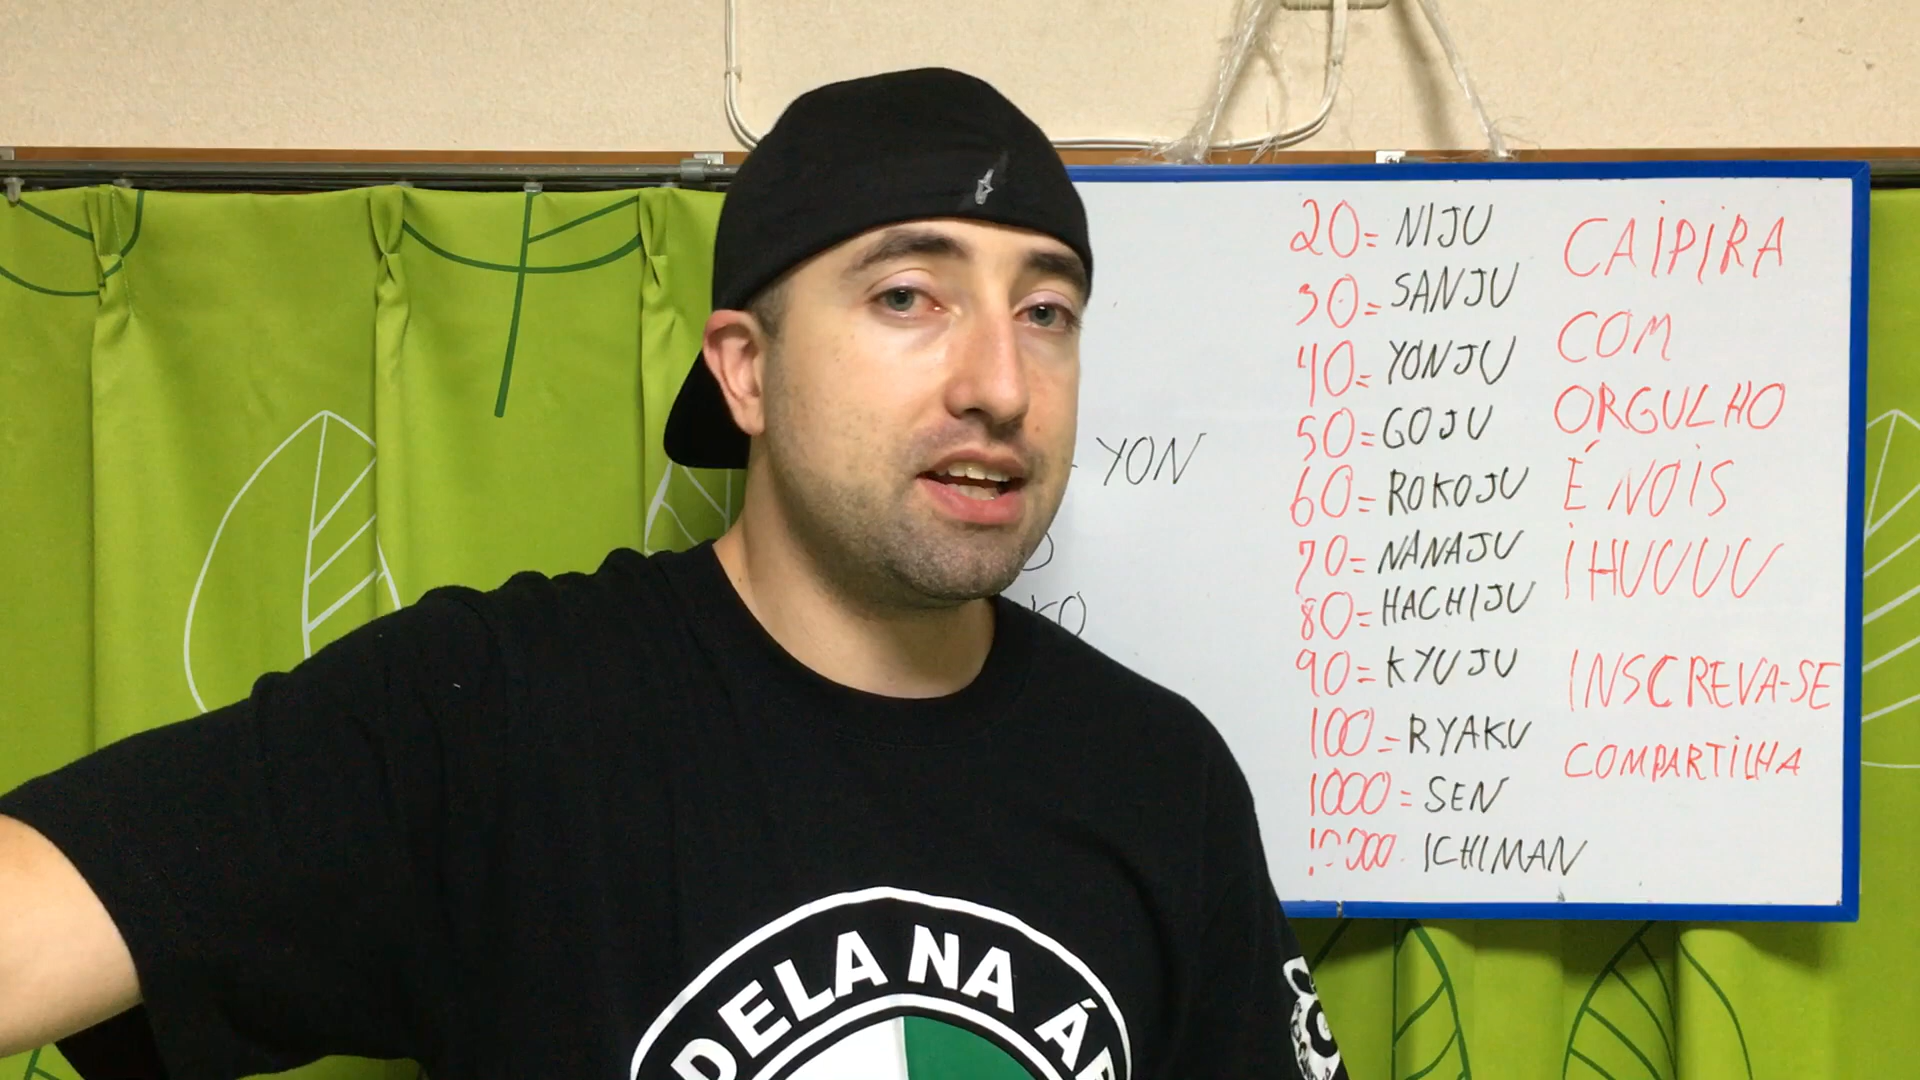 20= NIJU
30= SANJU
40= YONJU
50= GOJU
60= ROKOJU
70= NANAJU
80= HACHIJU
90= KYUJU
100= RYAKU
1000= SEN
10000 ICHIMAN
CAIPIRA
COM
ORGULHO
É NOIS
IHUUUU
INSCREVA-SE
COMPARTILHA
- YON
DELA NA